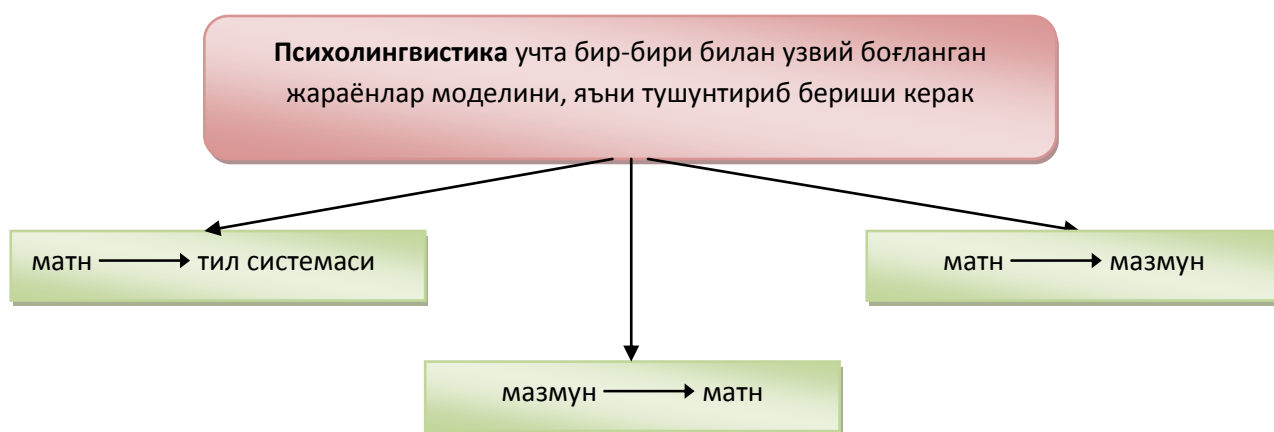 Психолингвистика учта бир-бири билан узвий боғланган
жараёнлар моделини, яъни тушунтириб бериши керак
матн → тил системаси
матн → мазмун
мазмун → матн